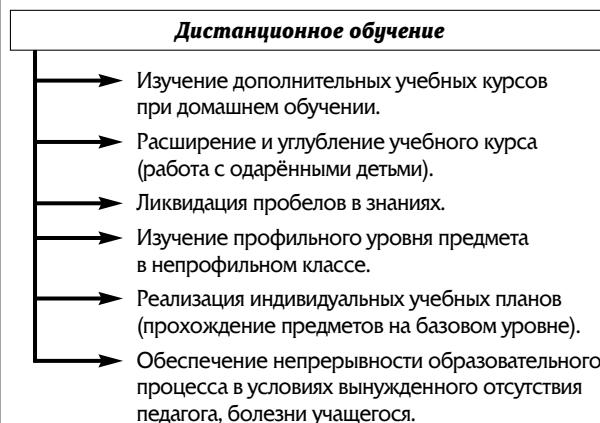 Дистанционное обучение
Изучение дополнительных учебных курсов
при домашнем обучении.
Расширение и углубление учебного курса
(работа с одарёнными детьми).
Ликвидация пробелов в знаниях.
Изучение профильного уровня предмета
в непрофильном классе.
Реализация индивидуальных учебных планов
(прохождение предметов на базовом уровне).
Обеспечение непрерывности образовательного
процесса в условиях вынужденного отсутствия
педагога, болезни учащегося.